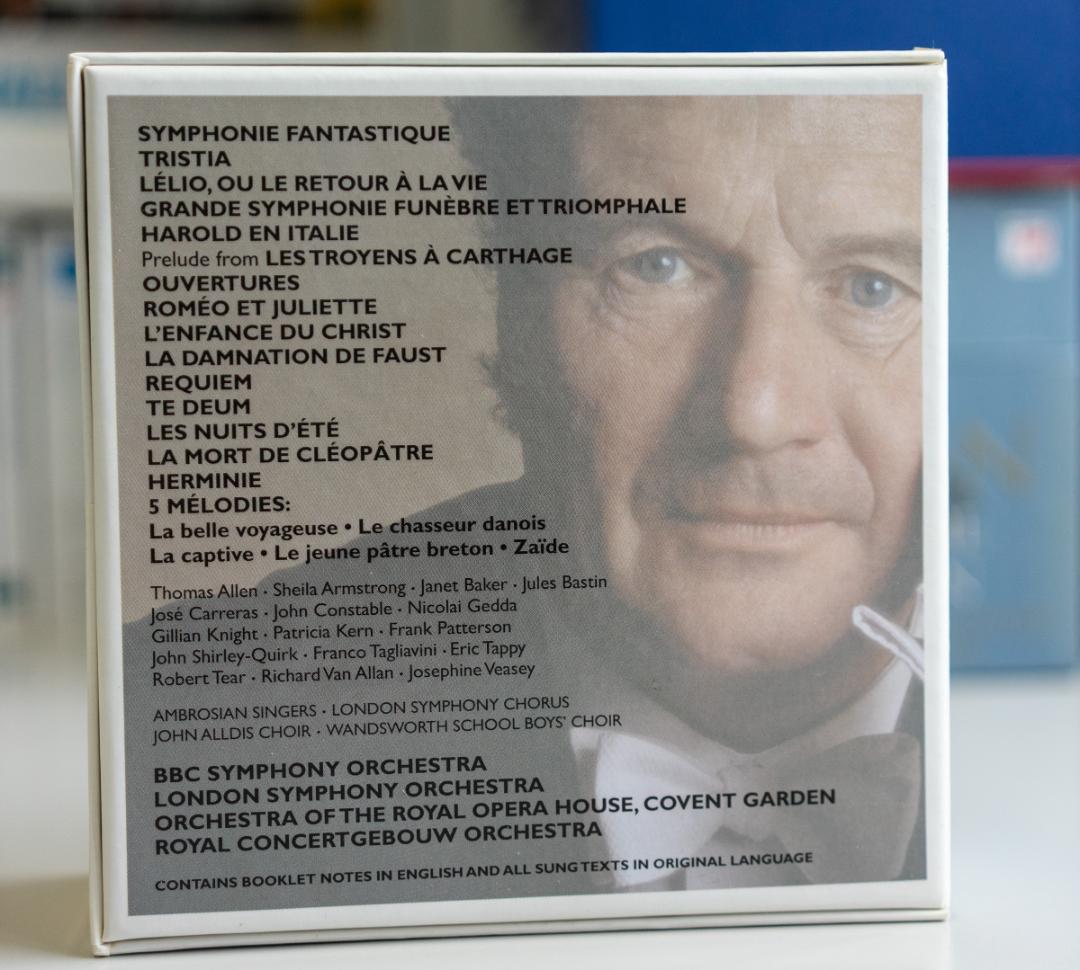 SYMPHONIE FANTASTIQUE
TRISTIA
LÉLIO, OU LE RETOUR À LA VIE
GRANDE SYMPHONIE FUNÈBRE ET TRIOMPHALE
HAROLD EN ITALIE
Prelude from LES TROYENS À CARTHAGE
OUVERTURES
ROMÉO ET JULIETTE
L'ENFANCE DU CHRIST
LA DAMNATION DE FAUST
REQUIEM
TE DEUM
LES NUITS D'ÉTÉ
LA MORT DE CLÉOPÂTRE
HERMINIE
5 MÉLODIES:
La belle voyageuse • Le chasseur danois
La captive • Le jeune pâtre breton • Zaïde
Thomas Allen · Sheila Armstrong · Janet Baker · Jules Bastin
José Carreras · John Constable · Nicolai Gedda
Gillian Knight · Patricia Kern · Frank Patterson
John Shirley-Quirk · Franco Tagliavini · Eric Tappy
Robert Tear · Richard Van Allan · Josephine Veasey
AMBROSIAN SINGERS · LONDON SYMPHONY CHORUS
JOHN ALLDIS CHOIR · WANDSWORTH SCHOOL BOYS' CHOIR
BBC SYMPHONY ORCHESTRA
LONDON SYMPHONY ORCHESTRA
ORCHESTRA OF THE ROYAL OPERA HOUSE, COVENT GARDEN
ROYAL CONCERTGEBOUW ORCHESTRA
CONTAINS BOOKLET NOTES IN ENGLISH AND ALL SUNG TEXTS IN ORIGINAL LANGUAGE